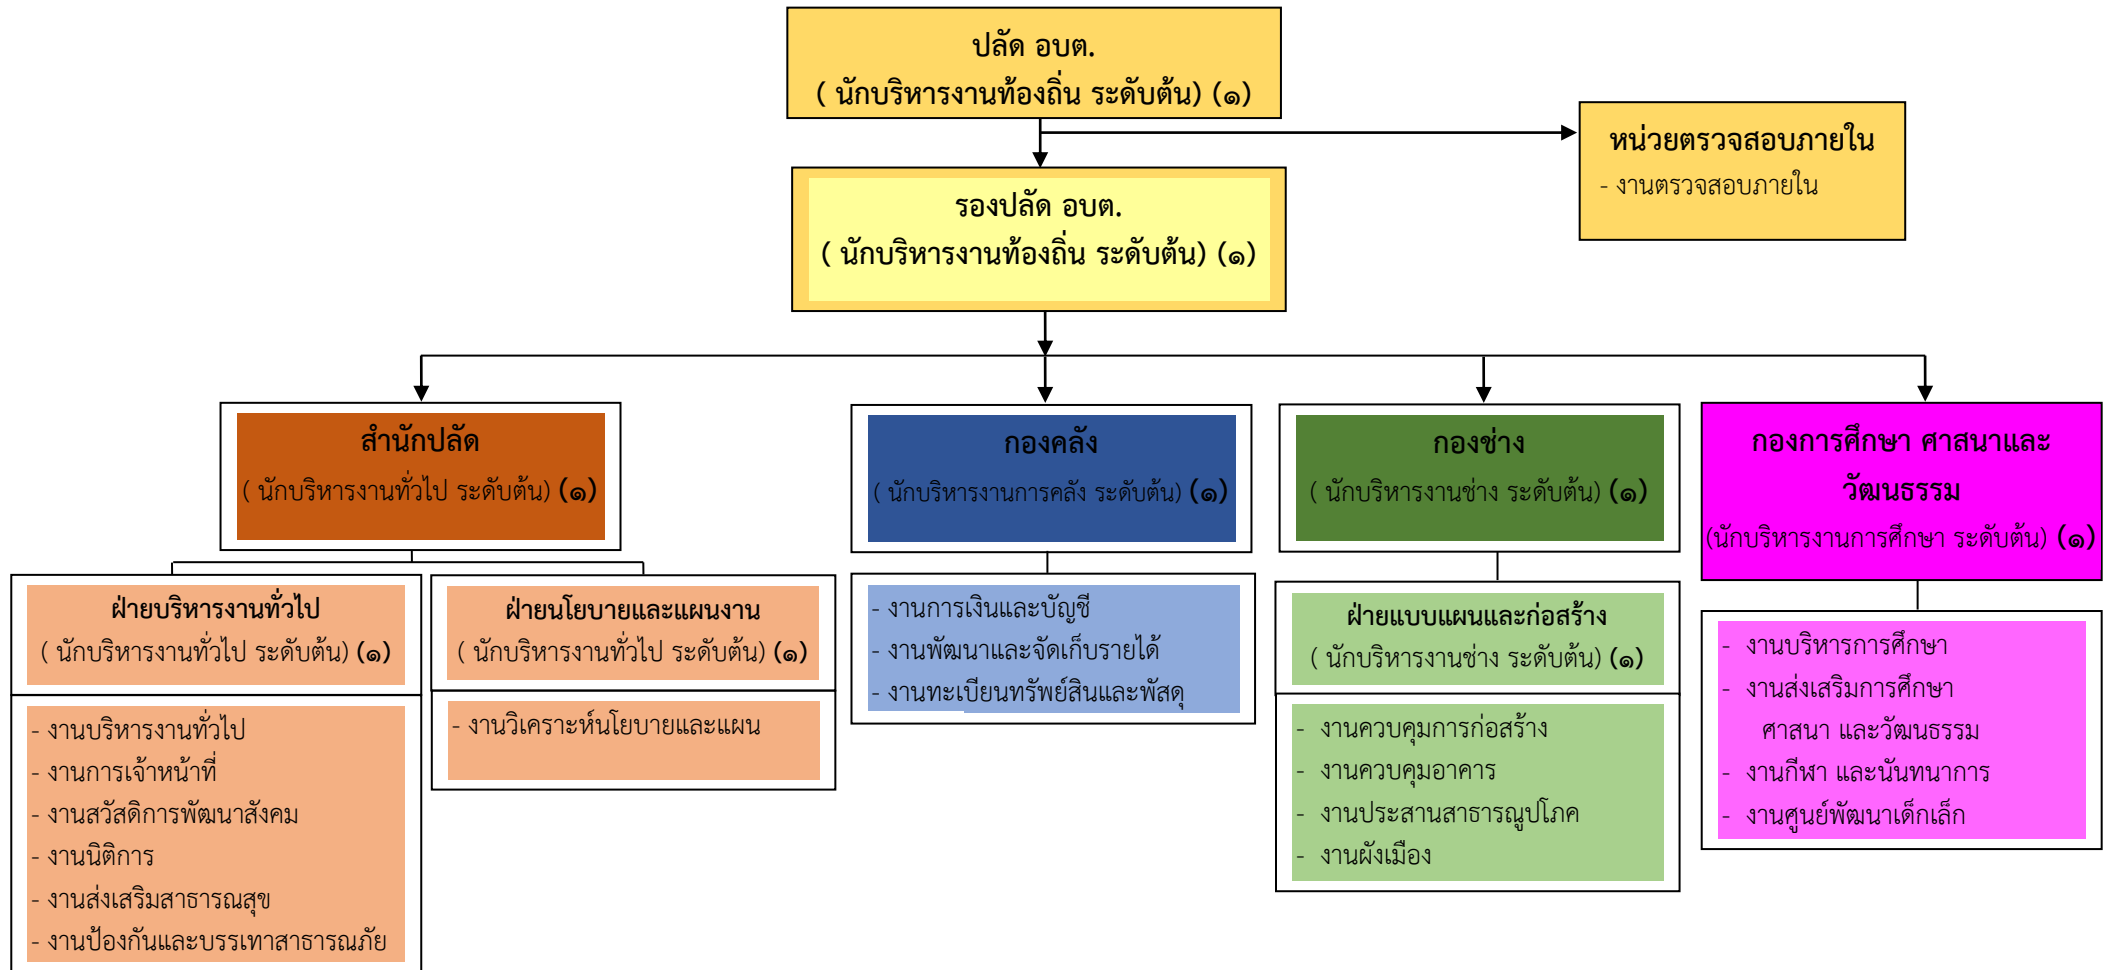 ปลัด อบต.
( นักบริหารงานท้องถิ่น ระดับต้น) (๑)
หน่วยตรวจสอบภายใน
- งานตรวจสอบภายใน
รองปลัด อบต.
( นักบริหารงานท้องถิ่น ระดับต้น) (๑)
สำนักปลัด
( นักบริหารงานทั่วไป ระดับต้น) (๑)
กองคลัง
( นักบริหารงานการคลัง ระดับต้น) (๑)
กองช่าง
( นักบริหารงานช่าง ระดับต้น) (๑)
กองการศึกษา ศาสนาและ
วัฒนธรรม
(นักบริหารงานการศึกษา ระดับต้น) (๑)
ฝ่ายบริหารงานทั่วไป
( นักบริหารงานทั่วไป ระดับต้น) (๑)
- งานบริหารงานทั่วไป
- งานการเจ้าหน้าที่
- งานสวัสดิการพัฒนาสังคม
- งานนิติการ
- งานส่งเสริมสาธารณสุข
- งานป้องกันและบรรเทาสาธารณภัย
ฝ่ายนโยบายและแผนงาน
( นักบริหารงานทั่วไป ระดับต้น) (๑)
- งานวิเคราะห์นโยบายและแผน
- งานการเงินและบัญชี
- งานพัฒนาและจัดเก็บรายได้
- งานทะเบียนทรัพย์สินและพัสดุ
ฝ่ายแบบแผนและก่อสร้าง
( นักบริหารงานช่าง ระดับต้น) (๑)
- งานควบคุมการก่อสร้าง
- งานควบคุมอาคาร
- งานประสานสาธารณูปโภค
- งานผังเมือง
- งานบริหารการศึกษา
- งานส่งเสริมการศึกษา
ศาสนา และวัฒนธรรม
- งานกีฬา และนันทนาการ
- งานศูนย์พัฒนาเด็กเล็ก